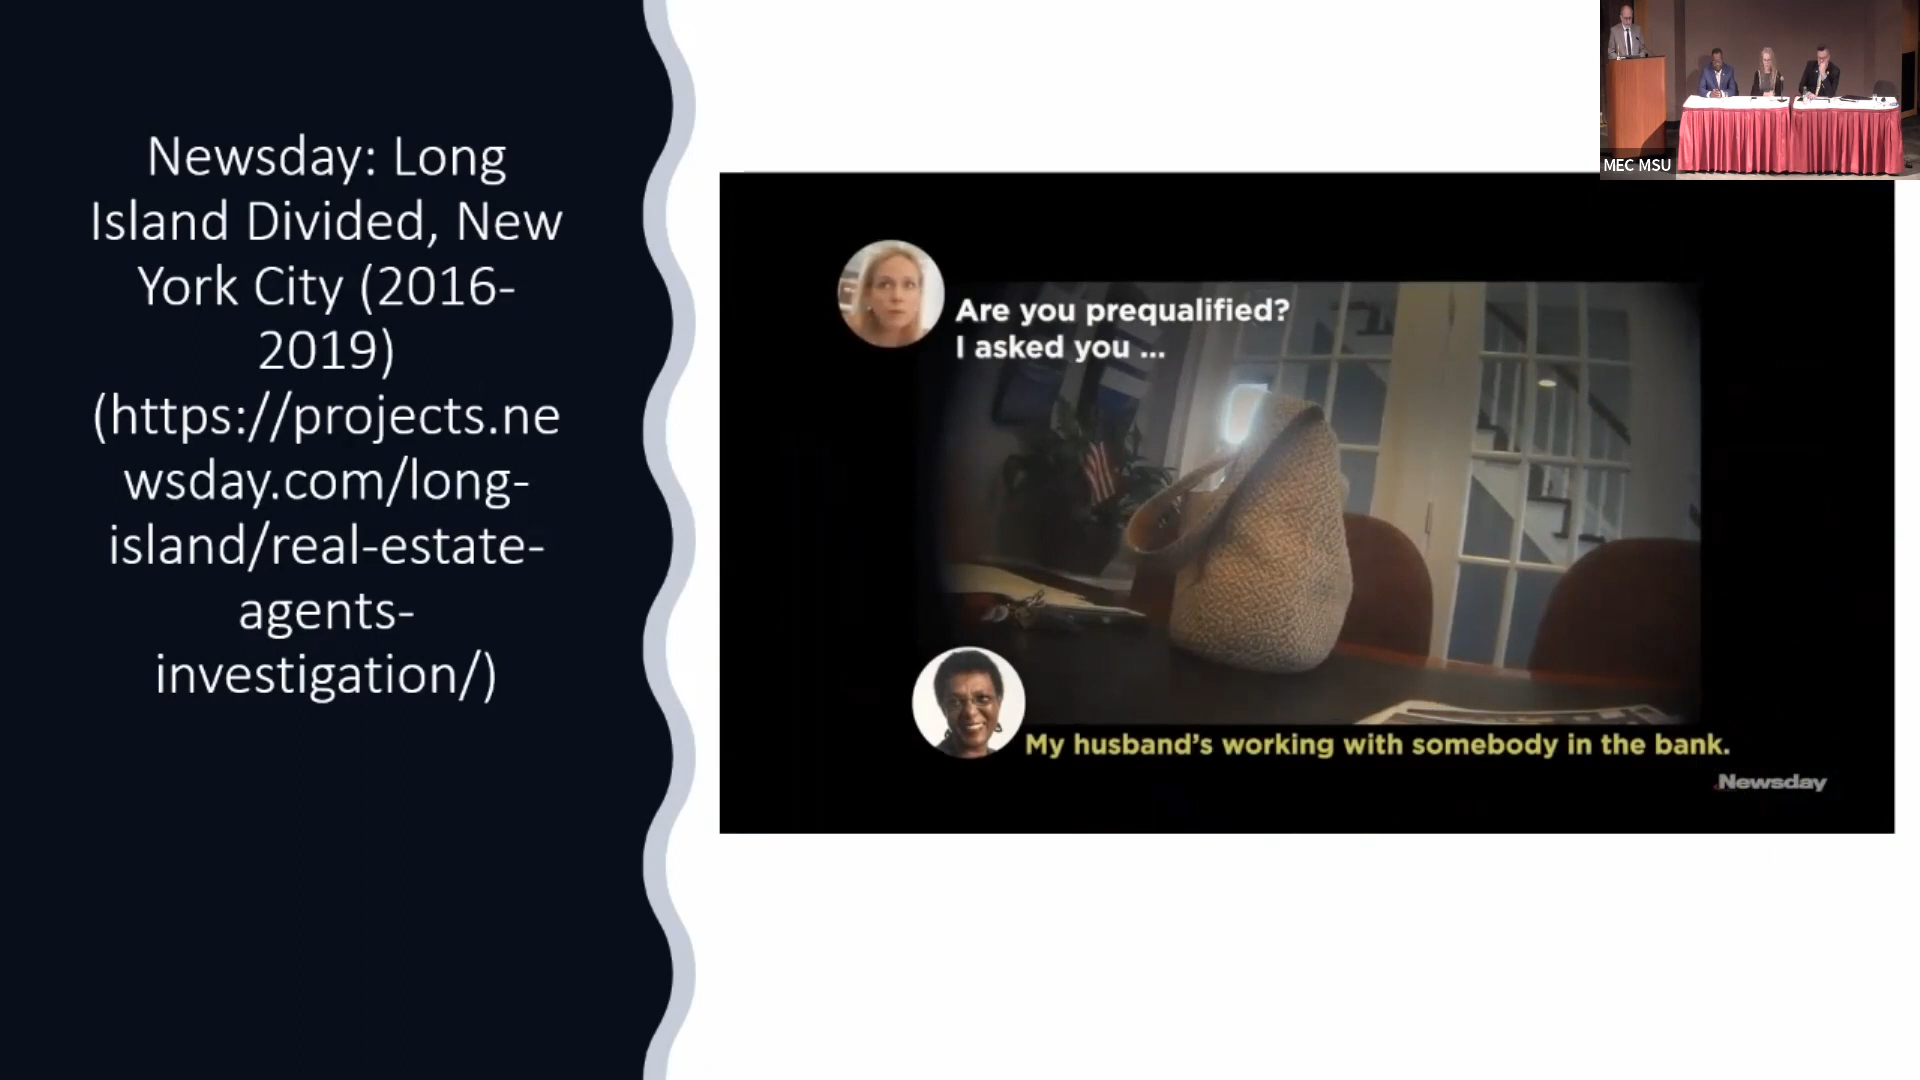 Newsday: Long
Island Divided, New
York City (2016-
2019)
(https://projects.ne
wsday.com/long-
island/real-estate-
agents-
investigation/)
MEC MSU
Are you prequalified?
I asked you ...
My husband's working with somebody in the bank.
Newsday